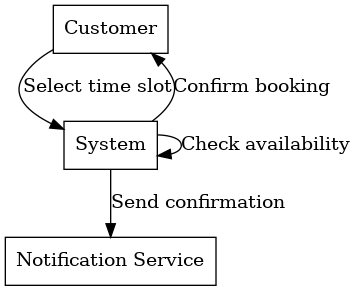 Customer
Select time slot
Confirm booking
System
Check availability
Send confirmation
Notification Service